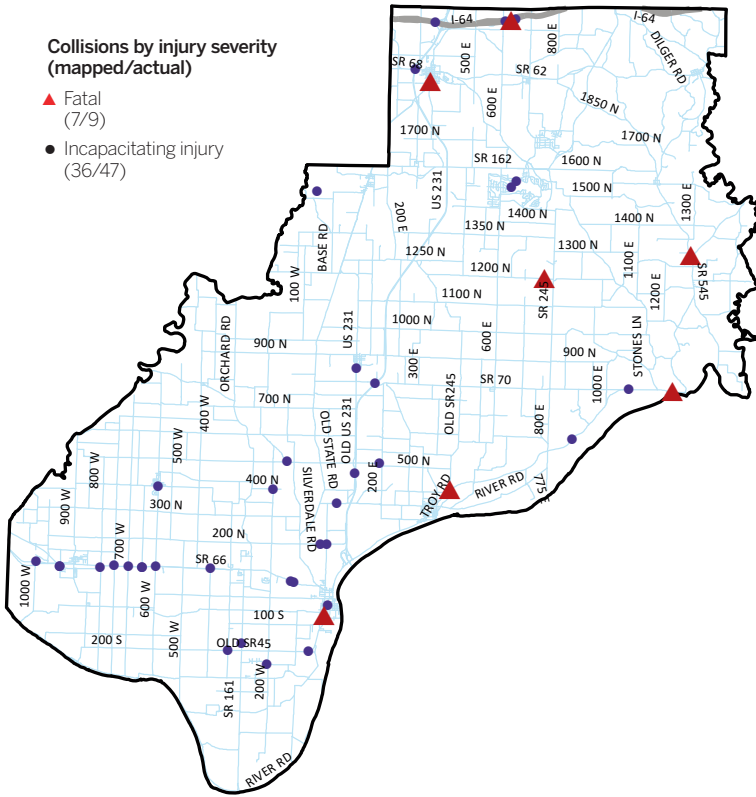 Collisions by injury severity
(mapped/actual)
Fatal
(7/9)
Incapacitating injury
(36/47)
I-64
I-64
800 E
500 E
DILGER RD
SR 68
SR 62
600 E
1850 N
1700 N
1700 N
SR 162
1600 N
1500 N
US 231
1300 E
200 E
1400 N
1400 N
1350 N
BASE RD
1250 N
1300 N
1100 E
1200 N
SR 545
100 W
1100 N
SR 245
1200 E
1000 N
ORCHARD RD
US 231
600 E
STONES LN
900 N
300 E
900 N
SR 70
1000 E
400 W
700 N
OLD SR245
OLD US 231
OLD STATE RD
800 E
500 W
800 W
500 N
200 E
400 N
SILVERDALE RD
RIVER RD
775 E
TROY RD
900 W
300 N
200 N
700 W
SR 66
1000 W
600 W
100 S
200 S
500 W
OLD SR45
200 W
SR 161
RIVER RD